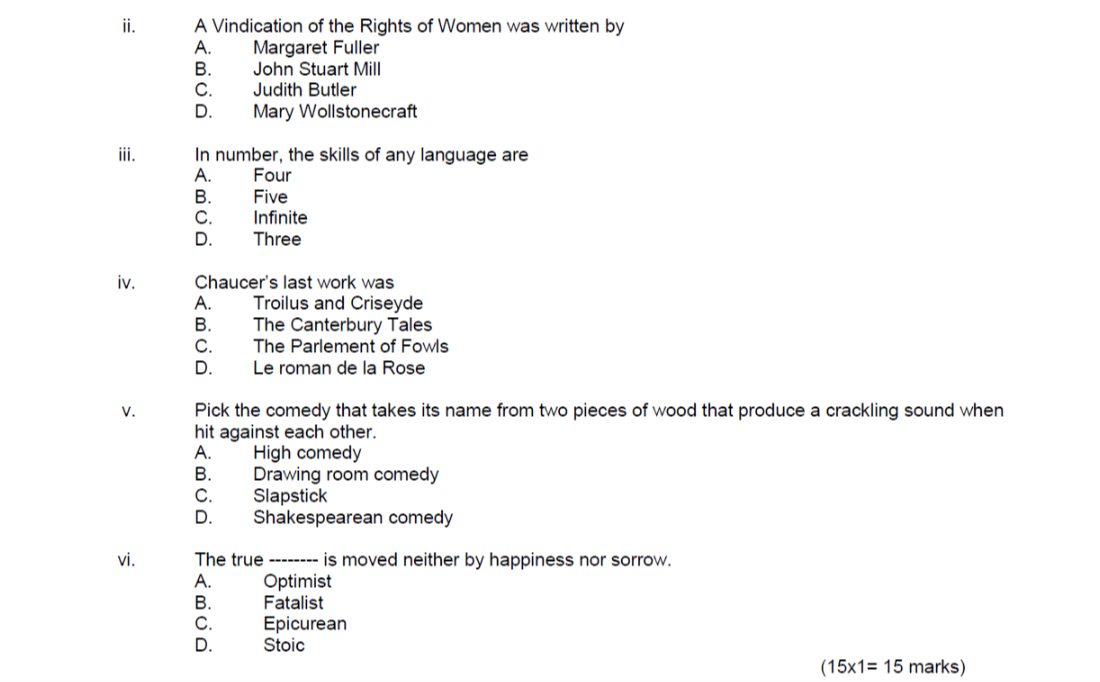 ii. A Vindication of the Rights of Women was written by
A. Margaret Fuller
B. John Stuart Mill
C. Judith Butler
D. Mary Wollstonecraft
iii. In number, the skills of any language are
A. Four
B. Five
C. Infinite
D. Three
iv. Chaucer's last work was
A. Troilus and Criseyde
B. The Canterbury Tales
C. The Parlement of Fowls
D. Le roman de la Rose
v. Pick the comedy that takes its name from two pieces of wood that produce a crackling sound when
hit against each other.
A. High comedy
B. Drawing room comedy
C. Slapstick
D. Shakespearean comedy
vi. The true -------- is moved neither by happiness nor sorrow.
A. Optimist
B. Fatalist
C. Epicurean
D. Stoic
(15x1= 15 marks)